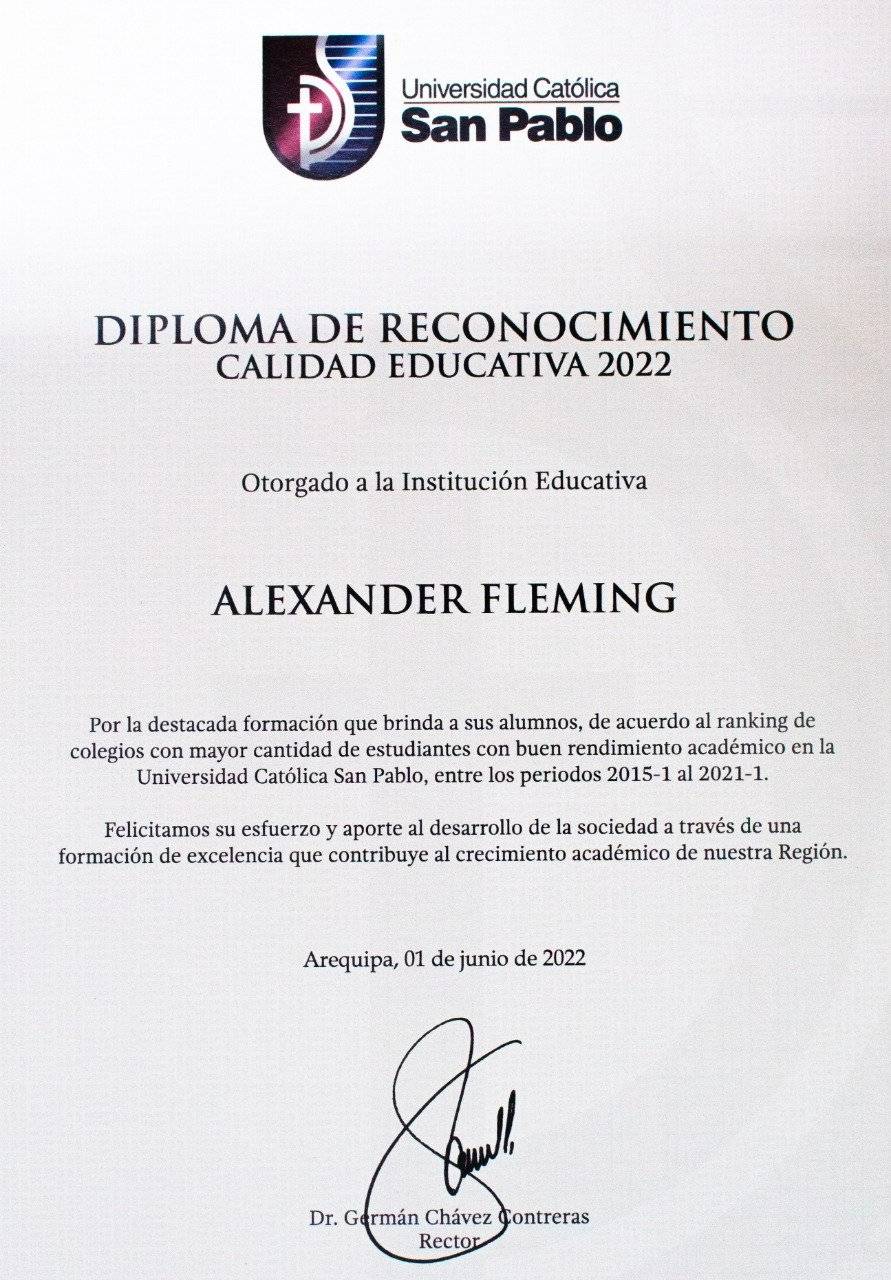 Universidad Católica
San Pablo
DIPLOMA DE RECONOCIMIENTO
CALIDAD EDUCATIVA 2022
Otorgado a la Institución Educativa
ALEXANDER FLEMING
Por la destacada formación que brinda a sus alumnos, de acuerdo al ranking de
colegios con mayor cantidad de estudiantes con buen rendimiento académico en la
Universidad Católica San Pablo, entre los periodos 2015-1 al 2021-1.
Felicitamos su esfuerzo y aporte al desarrollo de la sociedad a través de una
formación de excelencia que contribuye al crecimiento académico de nuestra Región.
Arequipa, 01 de junio de 2022
Dr. Germán Chávez Contreras
Rector